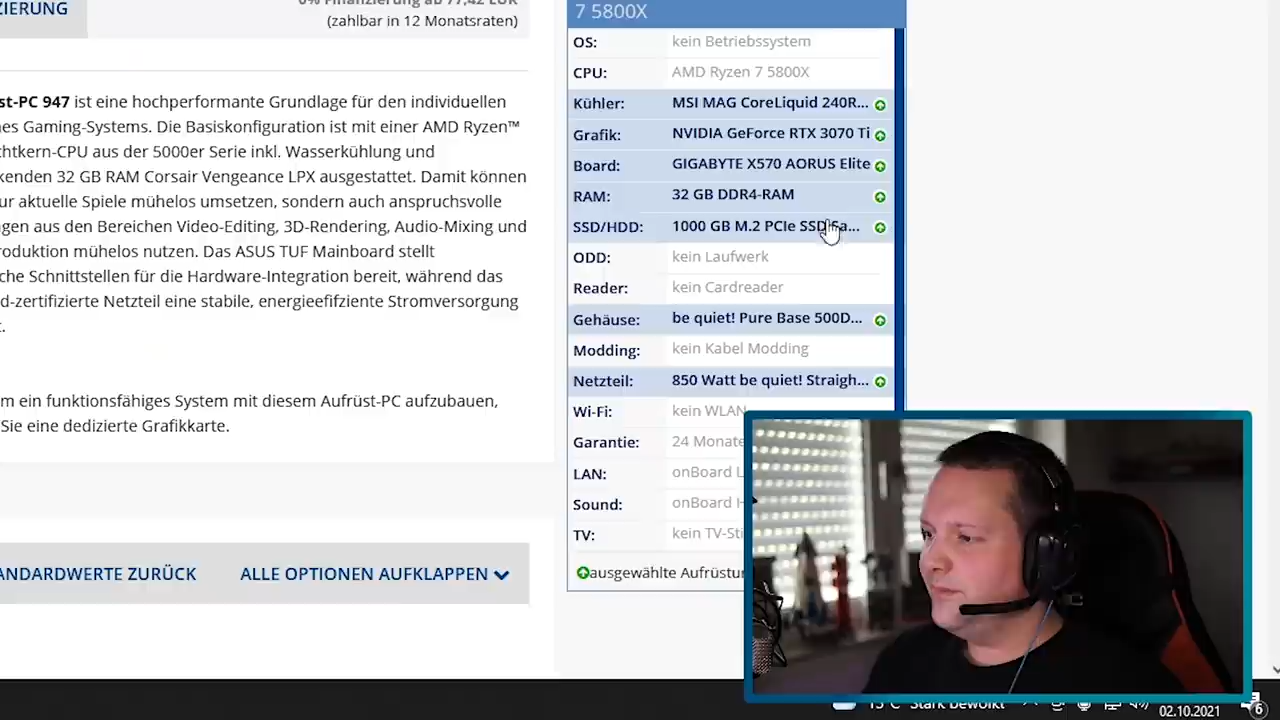 ZIERUNG
0% Finanzierung ab 77,42 EUR
(zahlbar in 12 Monatsraten)
st-PC 947 ist eine hochperformante Grundlage für den individuellen
nes Gaming-Systems. Die Basiskonfiguration ist mit einer AMD Ryzen™
chtkern-CPU aus der 5000er Serie inkl. Wasserkühlung und
kenden 32 GB RAM Corsair Vengeance LPX ausgestattet. Damit können
ur aktuelle Spiele mühelos umsetzen, sondern auch anspruchsvolle
ngen aus den Bereichen Video-Editing, 3D-Rendering, Audio-Mixing und
roduktion mühelos nutzen. Das ASUS TUF Mainboard stellt
che Schnittstellen für die Hardware-Integration bereit, während das
d-zertifizierte Netzteil eine stabile, energieefifziente Stromversorgung
t.
m ein funktionsfähiges System mit diesem Aufrüst-PC aufzubauen,
Sie eine dedizierte Grafikkarte.
ANDARDWERTE ZURÜCK ALLE OPTIONEN AUFKLAPPEN
7 5800X
OS: kein Betriebssystem
CPU: AMD Ryzen 7 5800X
Kühler: MSI MAG CoreLiquid 240R...
Grafik: NVIDIA GeForce RTX 3070 Ti
Board: GIGABYTE X570 AORUS Elite
RAM: 32 GB DDR4-RAM
SSD/HDD: 1000 GB M.2 PCIe SSD Sa...
ODD: kein Laufwerk
Reader: kein Cardreader
Gehäuse: be quiet! Pure Base 500D...
Modding: kein Kabel Modding
Netzteil: 850 Watt be quiet! Straigh...
Wi-Fi: kein WLAN
Garantie: 24 Monate
LAN: onBoard L
Sound: onBoard H
TV: kein TV-Sti
ausgewählte Aufrüstu
15°C Stark bewölkt
02.10.2021
6